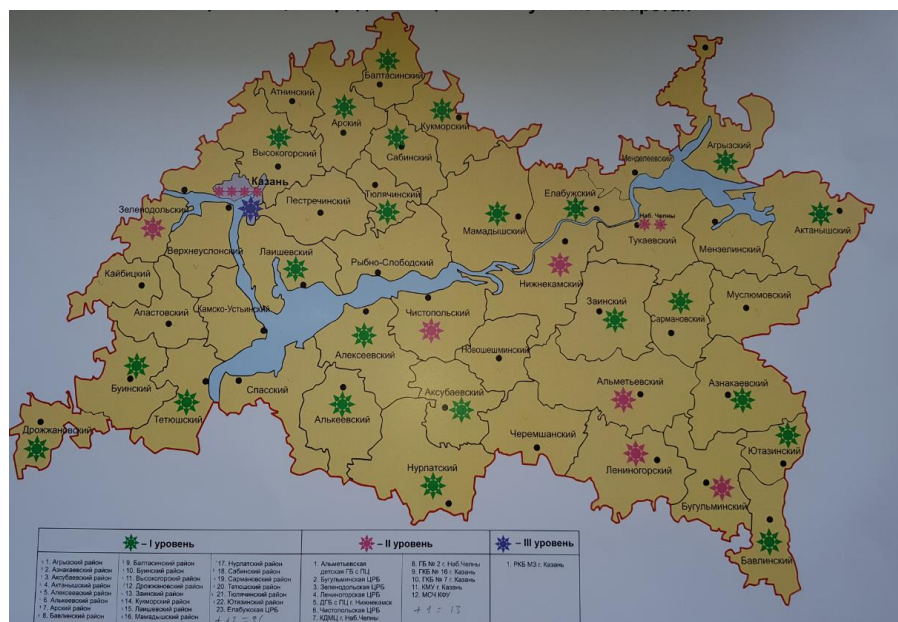 Балтасинский
Атнинский
Арский
Кукморский
Высокогорский
Сабинский
Агрызский
Менделеевский
Казань
Тюлячинский
Елабужский
Зеленодольский
Пестречинский
Мамадышский
Наб. Челны
Тукаевский
Актанышский
Верхнеуслонский
Лаишевский
Рыбно-Слободский
Мензелинский
Кайбицкий
Нижнекамский
Муслюмовский
Апастовский
Камско-Устьинский
Чистопольский
Заинский
Сармановский
Алексеевский
Новошешминский
Буинский
Спасский
Аксубаевский
Альметьевский
Азнакаевский
Тетюшский
Алькеевский
Дрожжановский
Черемшанский
Ютазинский
Нурлатский
Лениногорский
Бугульминский
Бавлинский
– I уровень
1. Агрызский район
2. Азнакаевский район
3. Аксубаевский район
4. Актанышский район
5. Алексеевский район
6. Алькеевский район
7. Арский район
8. Бавлинский район
9. Балтасинский район
10. Буинский район
11. Высокогорский район
12. Дрожжановский район
13. Заинский район
14. Кукморский район
15. Лаишевский район
16. Мамадышский район
17. Нурлатский район
18. Сабинский район
19. Сармановский район
20. Тетюшский район
21. Тюлячинский район
22. Ютазинский район
23. Елабужская ЦРБ
– II уровень
1. Альметьевская
детская ГБ с ПЦ
2. Бугульминская ЦРБ
3. Зеленодольская ЦРБ
4. Лениногорская ЦРБ
5. ДГБ с ПЦ г. Нижнекамск
6. Чистопольская ЦРБ
7. КДМЦ г. Наб.Челны
8. ГБ № 2 г. Наб.Челны
9. ГКБ № 16 г. Казань
10. ГКБ № 7 г. Казань
11. КМУ г. Казань
12. МСЧ КФУ
+1 = 13
– III уровень
1. РКБ МЗ г. Казань